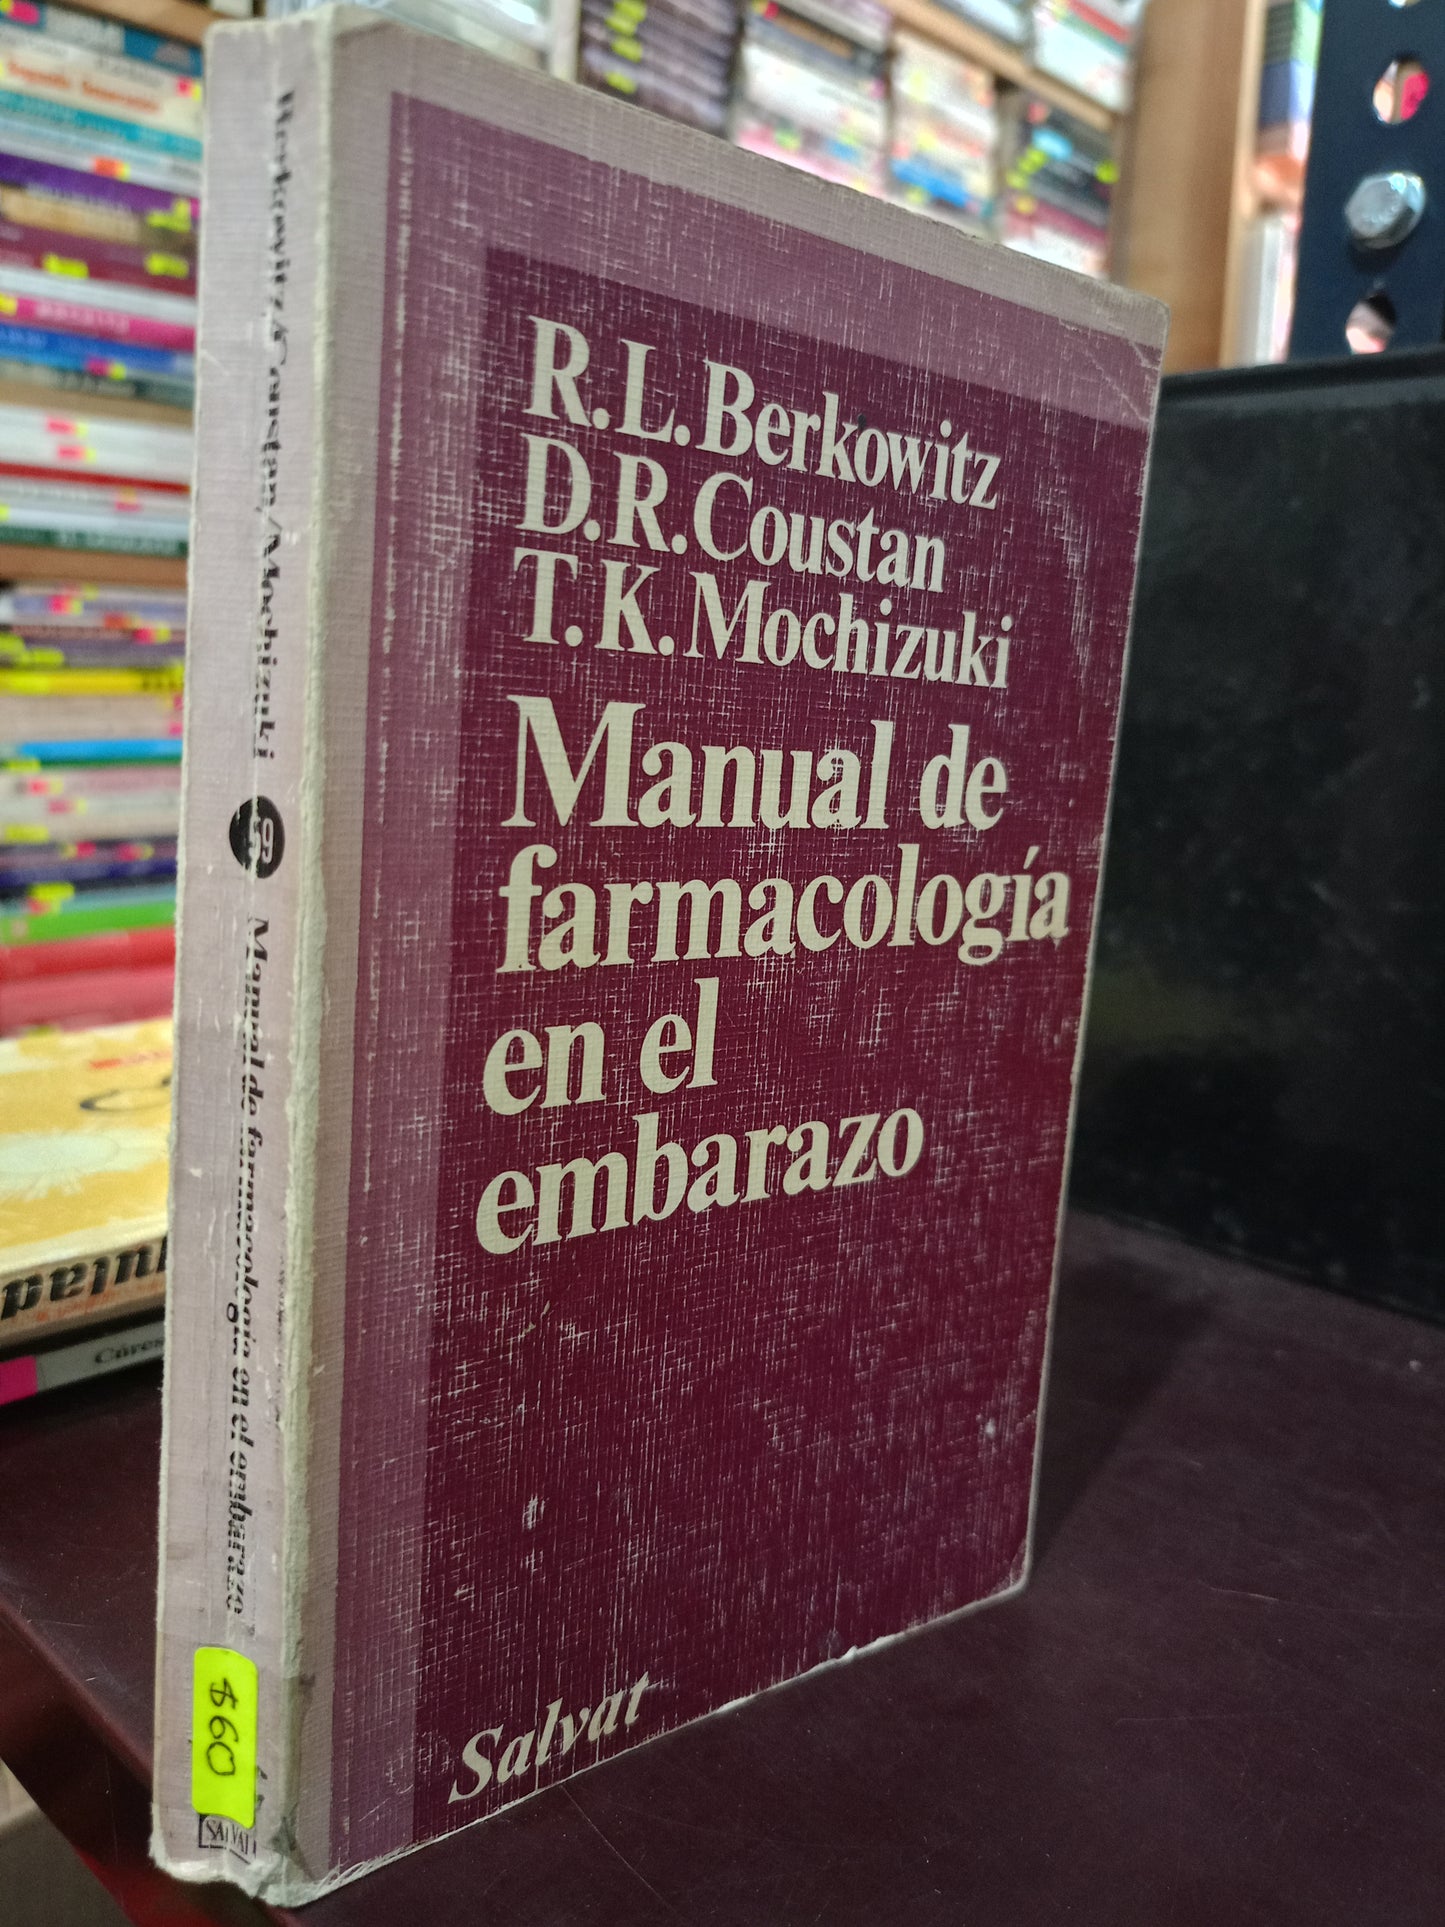 R. L. Berkowitz
D. R. Coustan
T. K. Mochizuki
Manual de
farmacología
en el
embarazo
Salvat
Berkowitz/Coustan/Mochizuki
59
Manual de farmacología en el embarazo
$60
SALVAT